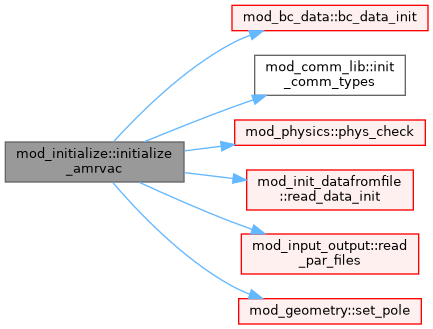 mod_bc_data::bc_data_init
mod_comm_lib::init
_comm_types
mod_physics::phys_check
mod_initialize::initialize
_amrvac
mod_init_datafromfile
::read_data_init
mod_input_output::read
_par_files
mod_geometry::set_pole